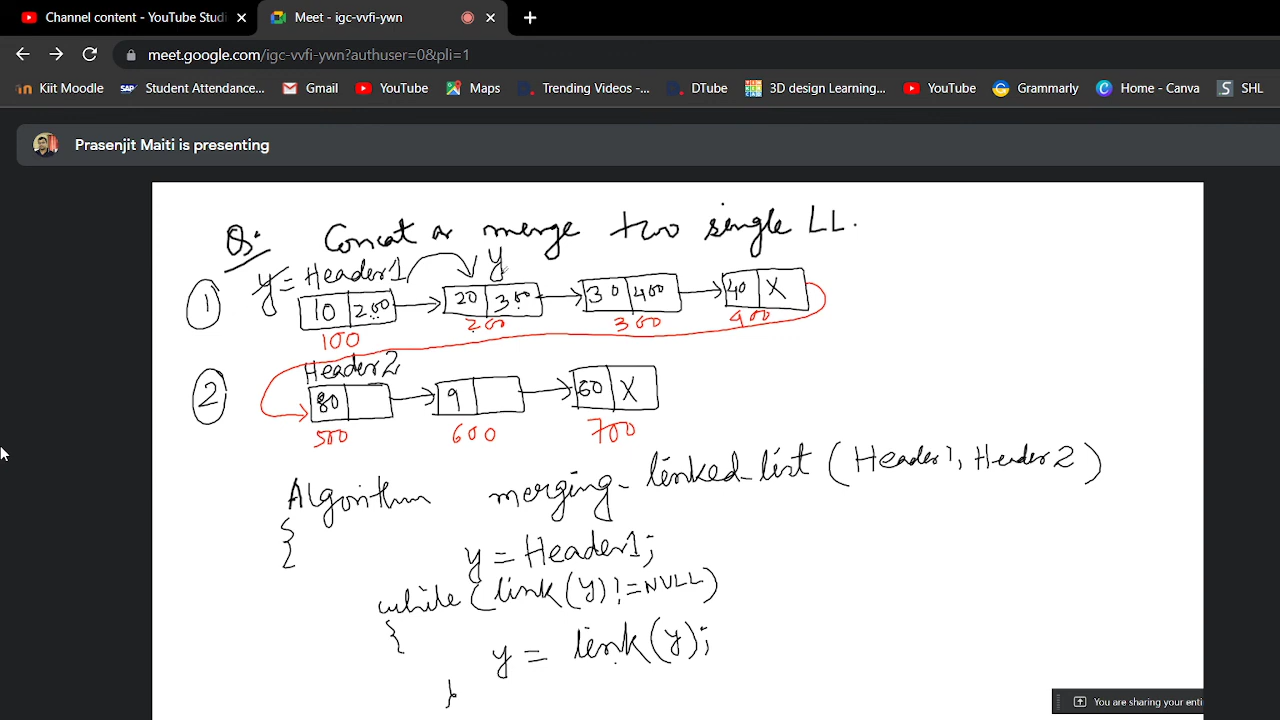 Channel content - YouTube Studi
Meet - igc-vvfi-ywn
meet.google.com/igc-vvfi-ywn?authuser=0&pli=1
Kiit Moodle
Student Attendance...
Gmail
YouTube
Maps
Trending Videos -...
DTube
3D design Learning...
YouTube
Grammarly
Home - Canva
SHL
Prasenjit Maiti is presenting
Qs: Concat or merge two single LL.
y = Header1 y
1 10 200 20 300 30 400 40 X
100 200 300 400
Header2
2 80 9 60 X
500 600 700
Algorithm merging_linked_list (Header1, Header2)
{
y = Header1;
while (link(y) != NULL)
{
y = link(y);
}
You are sharing your enti